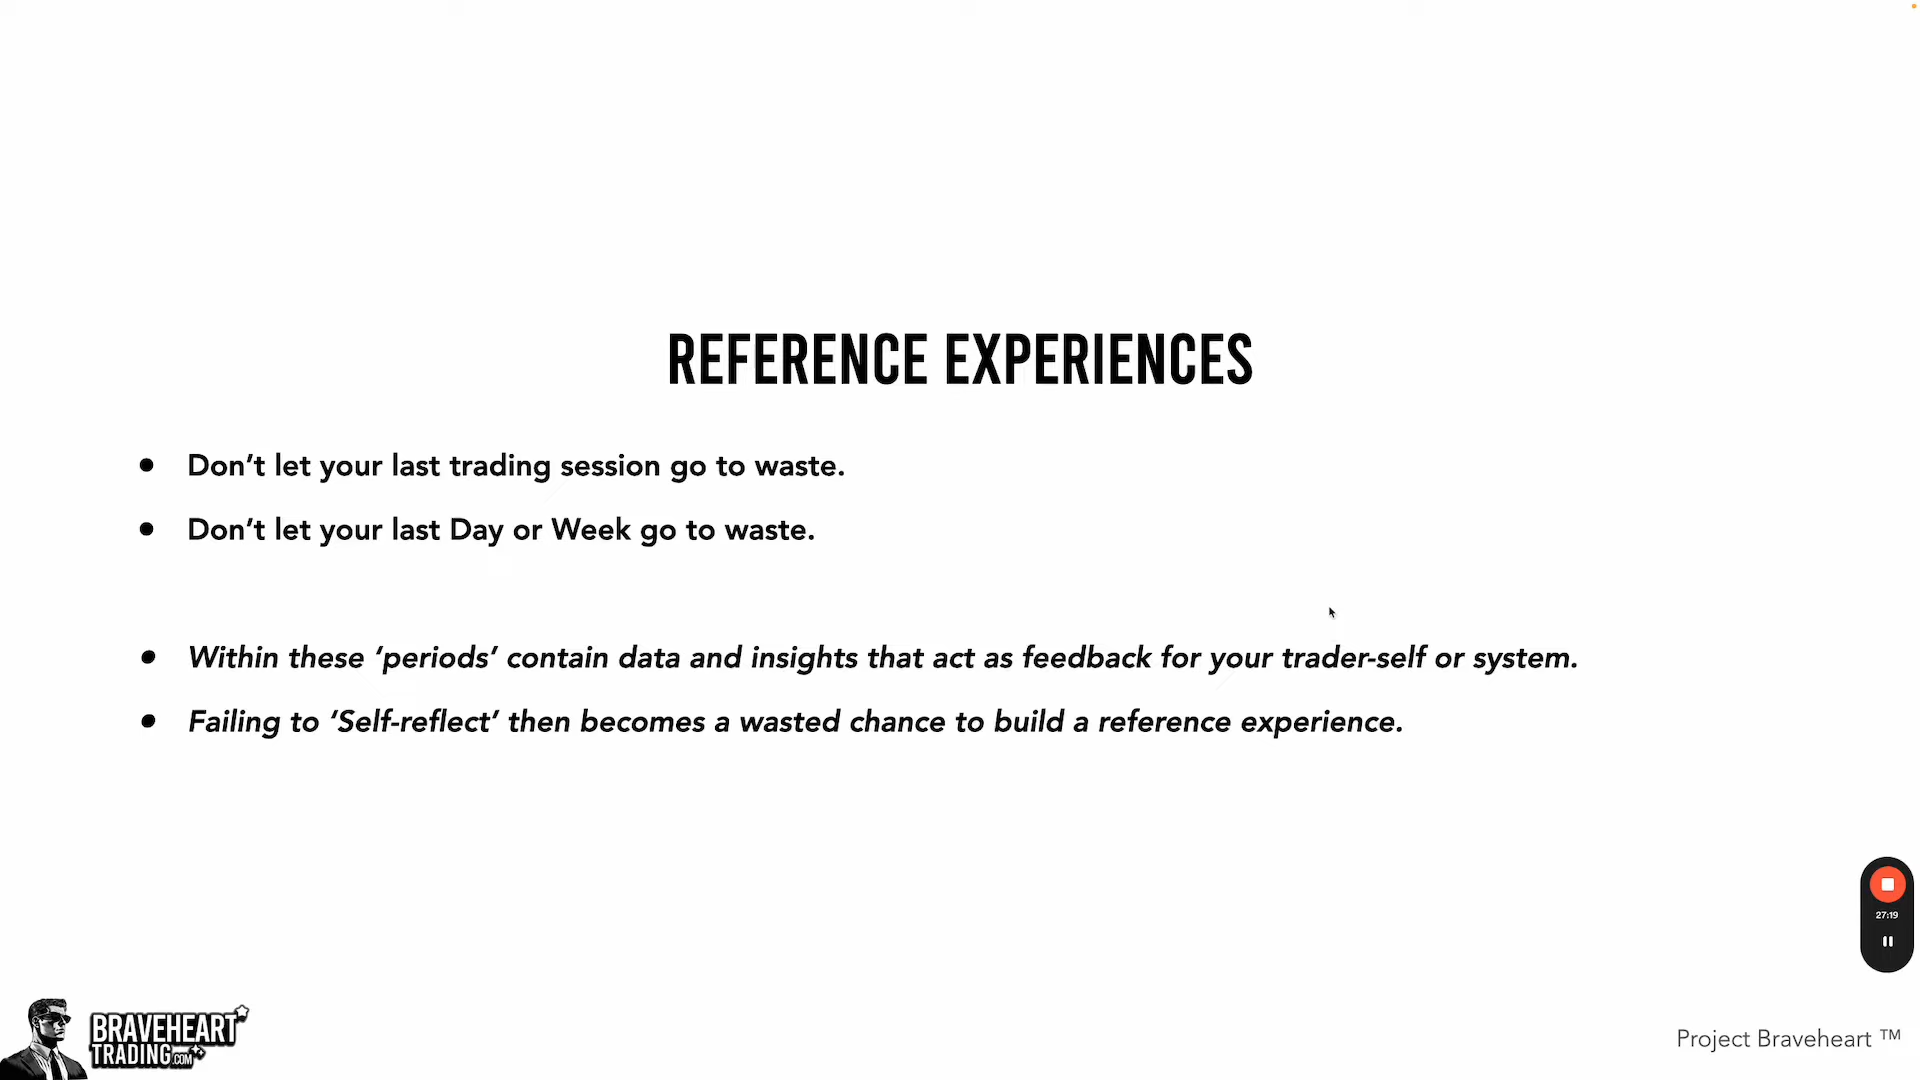 REFERENCE EXPERIENCES
• Don’t let your last trading session go to waste.
• Don’t let your last Day or Week go to waste.
• Within these ‘periods’ contain data and insights that act as feedback for your trader-self or system.
• Failing to ‘Self-reflect’ then becomes a wasted chance to build a reference experience.
27:19
BRAVEHEART
TRADING.COM
Project Braveheart ™